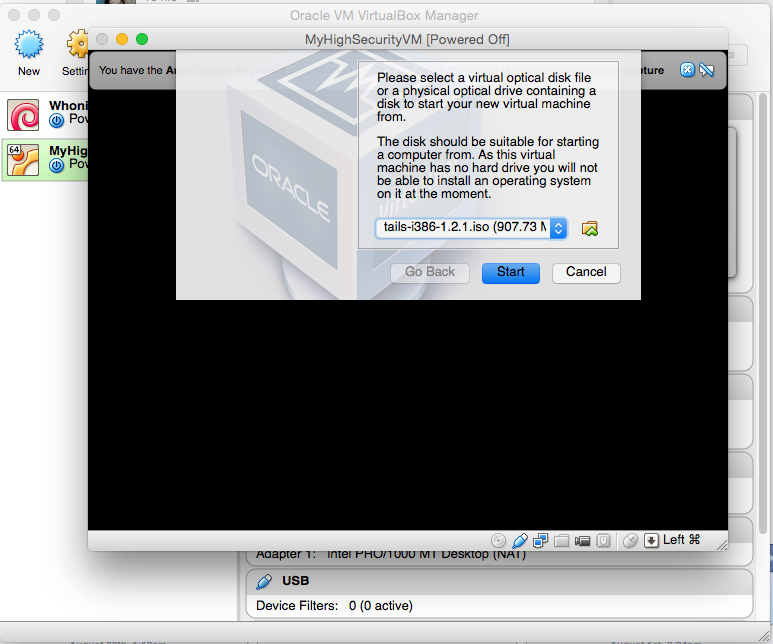 Oracle VM VirtualBox Manager
MyHighSecurityVM [Powered Off]
New
You have the
capture
Whoni
Pow
MyHig
Pow
64
ORACLE
Please select a virtual optical disk file
or a physical optical drive containing a
disk to start your new virtual machine
from.
The disk should be suitable for starting
a computer from. As this virtual
machine has no hard drive you will not
be able to install an operating system
on it at the moment.
tails-i386-1.2.1.iso (907.73 M
Go Back
Start
Cancel
Left ⌘
Adapter 1: Intel PRO/1000 MT Desktop (NAT)
USB
Device Filters: 0 (0 active)